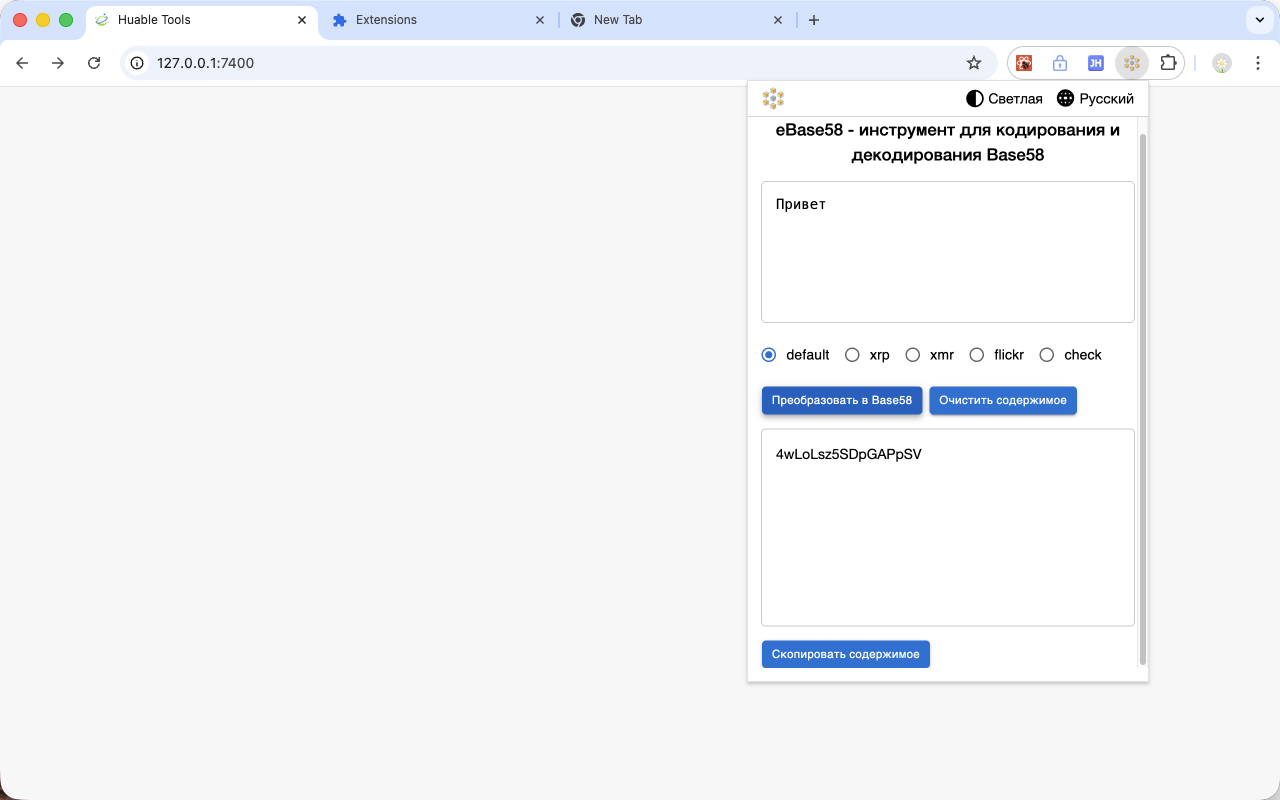 Huable Tools
Extensions
New Tab
127.0.0.1:7400
JH
Светлая
Русский
eBase58 - инструмент для кодирования и
декодирования Base58
Привет
default xrp xmr flickr check
Преобразовать в Base58 Очистить содержимое
4wLoLsz5SDpGAPpSV
Скопировать содержимое